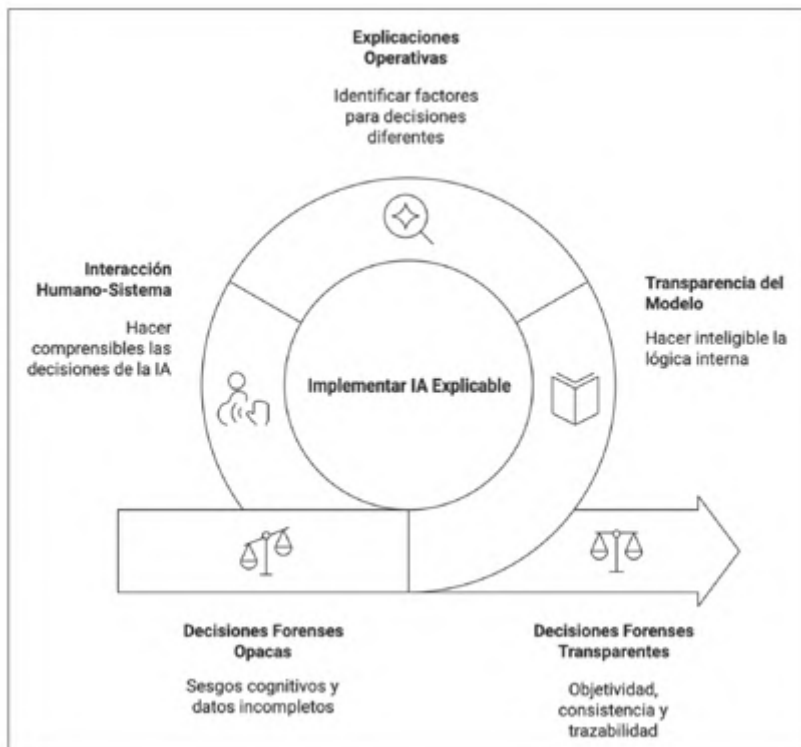 Explicaciones
Operativas
Identificar factores
para decisiones
diferentes
Interacción
Humano-Sistema
Hacer
comprensibles las
decisiones de la IA
Transparencia del
Modelo
Hacer inteligible la
lógica interna
Implementar IA Explicable
Decisiones Forenses
Opacas
Sesgos cognitivos y
datos incompletos
Decisiones Forenses
Transparentes
Objetividad,
consistencia y
trazabilidad